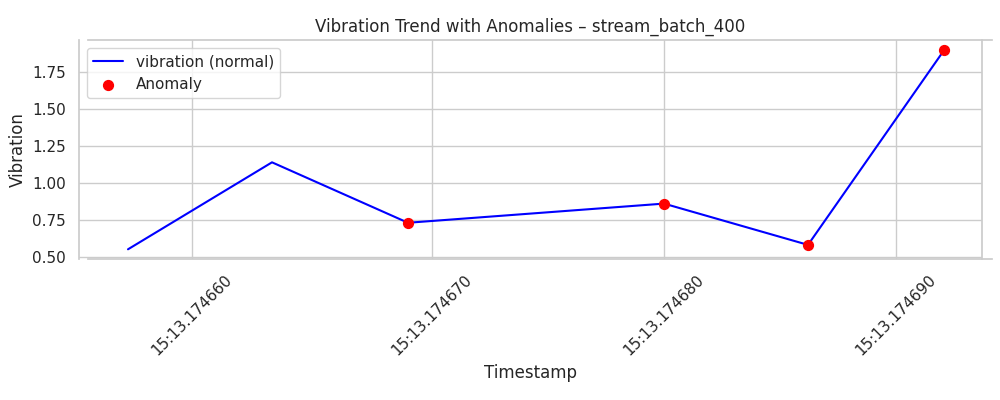 Vibration Trend with Anomalies – stream_batch_400
vibration (normal)
Anomaly
Vibration
1.75
1.50
1.25
1.00
0.75
0.50
15:13.174660
15:13.174670
15:13.174680
15:13.174690
Timestamp